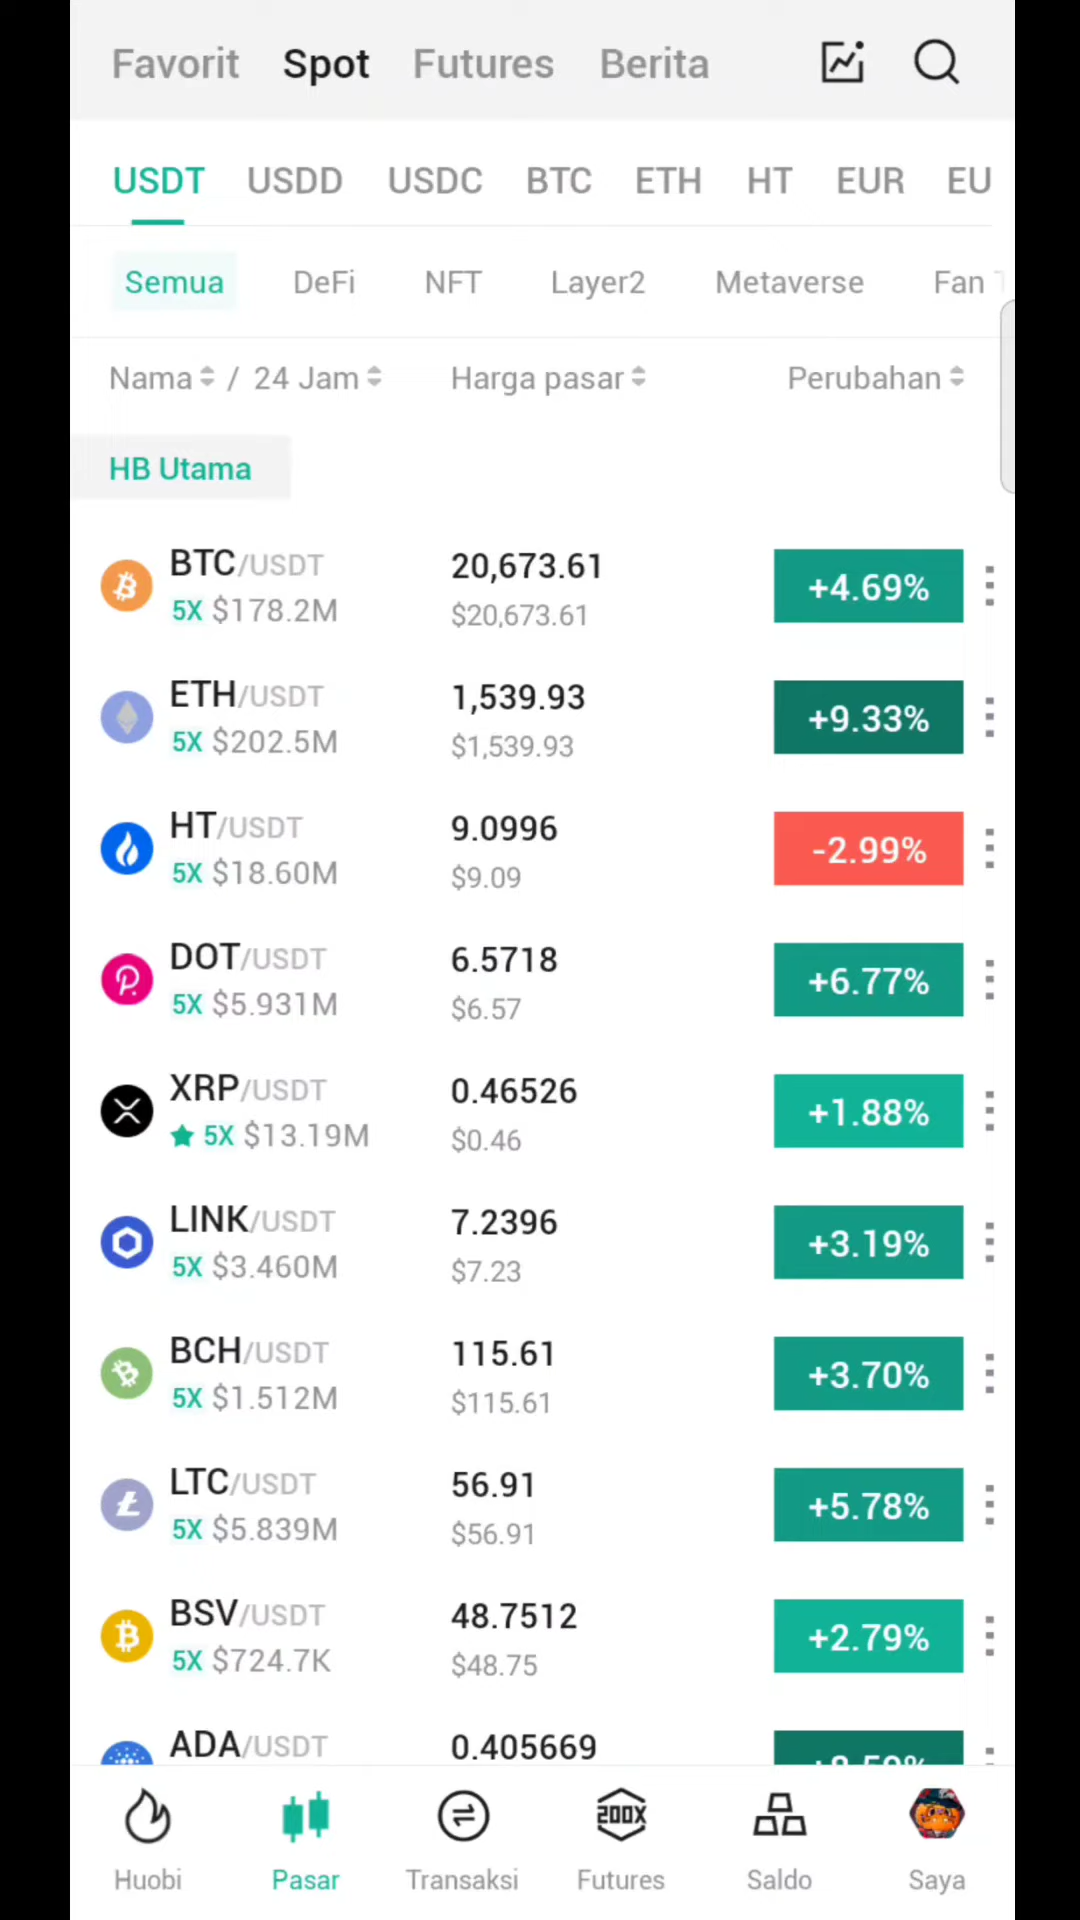 Favorit Spot Futures Berita
USDT USDD USDC BTC ETH HT EUR EU
Semua DeFi NFT Layer2 Metaverse Fan
Nama / 24 Jam Harga pasar Perubahan
HB Utama
BTC/USDT 20,673.61 +4.69%
5X $178.2M $20,673.61
ETH/USDT 1,539.93 +9.33%
5X $202.5M $1,539.93
HT/USDT 9.0996 -2.99%
5X $18.60M $9.09
DOT/USDT 6.5718 +6.77%
5X $5.931M $6.57
XRP/USDT 0.46526 +1.88%
5X $13.19M $0.46
LINK/USDT 7.2396 +3.19%
5X $3.460M $7.23
BCH/USDT 115.61 +3.70%
5X $1.512M $115.61
LTC/USDT 56.91 +5.78%
5X $5.839M $56.91
BSV/USDT 48.7512 +2.79%
5X $724.7K $48.75
ADA/USDT 0.405669
200X
Huobi Pasar Transaksi Futures Saldo Saya